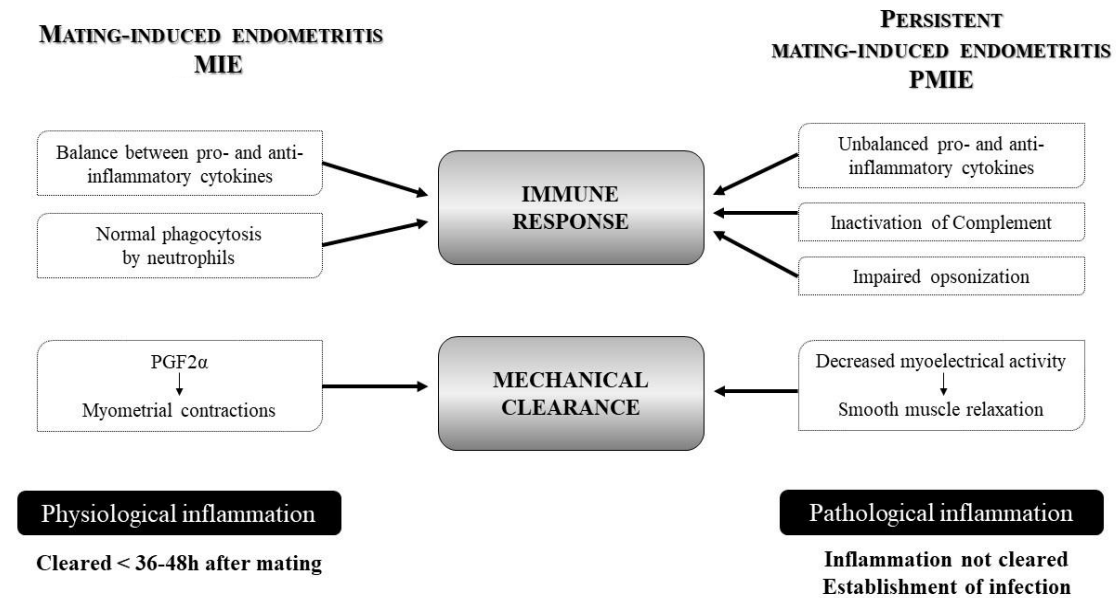 MATING-INDUCED ENDOMETRITIS
MIE
PERSISTENT
MATING-INDUCED ENDOMETRITIS
PMIE
Balance between pro- and anti-
inflammatory cytokines
Normal phagocytosis
by neutrophils
IMMUNE
RESPONSE
Unbalanced pro- and anti-
inflammatory cytokines
Inactivation of Complement
Impaired opsonization
PGF2α
Myometrial contractions
MECHANICAL
CLEARANCE
Decreased myoelectrical activity
Smooth muscle relaxation
Physiological inflammation
Cleared < 36-48h after mating
Pathological inflammation
Inflammation not cleared
Establishment of infection